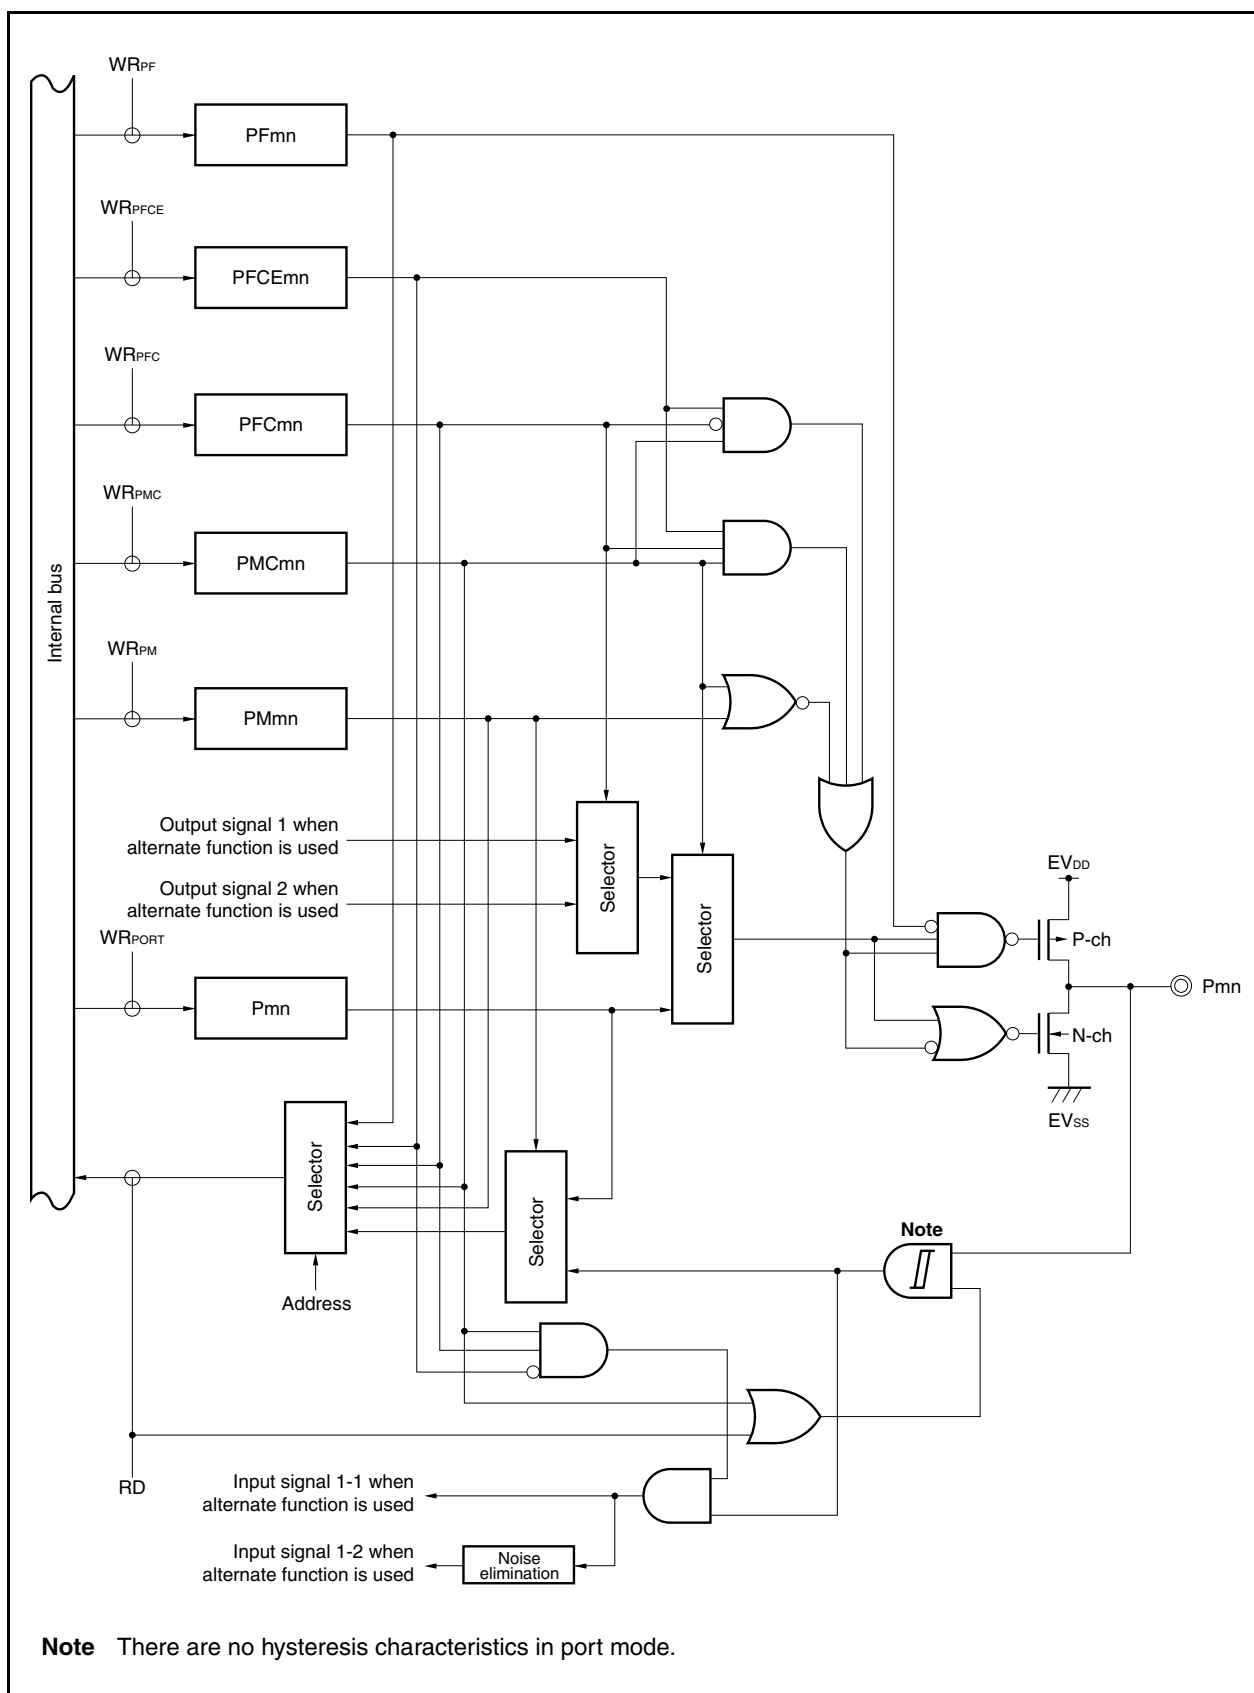 WRPF
PFmn
WRPFCE
PFCEmn
WRPFC
PFCmn
WRPMC
PMCmn
Internal bus
WRPM
PMmn
Output signal 1 when
alternate function is used
Output signal 2 when
alternate function is used
Selector
Selector
EVDD
P-ch
WRPORT
Pmn
Pmn
N-ch
EVSS
Selector
Selector
Note
Address
RD
Input signal 1-1 when
alternate function is used
Input signal 1-2 when
alternate function is used
Noise
elimination
Note There are no hysteresis characteristics in port mode.